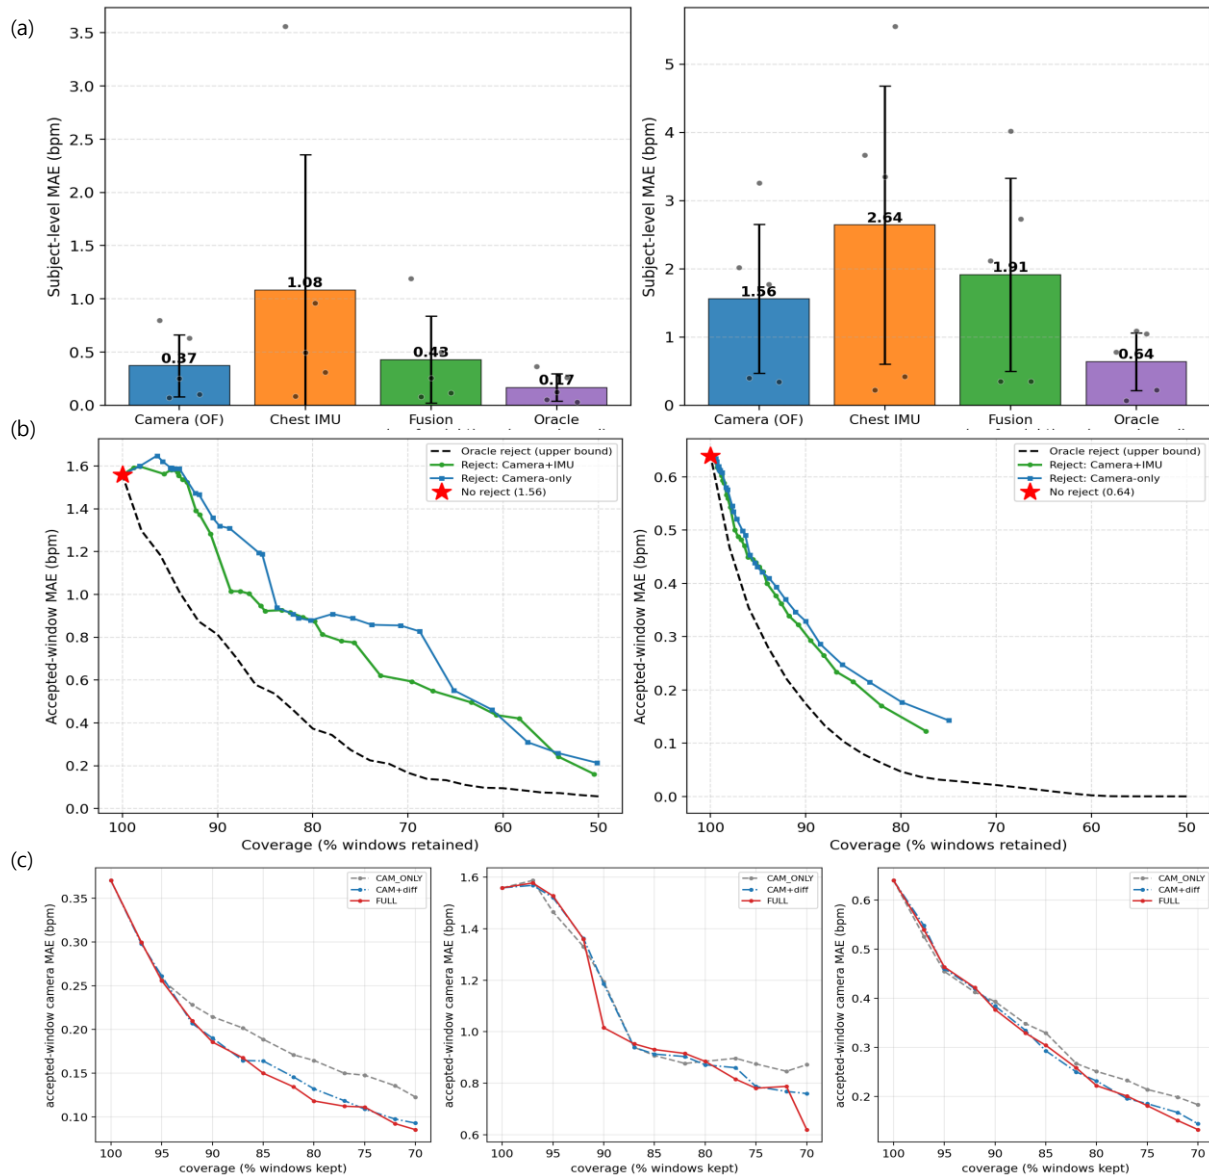 (a)
Subject-level MAE (bpm)
3.5
3.0
2.5
2.0
1.5
1.0
0.5
0.0
0.37
1.08
0.43
0.17
Camera (OF) Chest IMU Fusion Oracle
Subject-level MAE (bpm)
5
4
3
2
1
0
1.56
2.64
1.91
0.64
Camera (OF) Chest IMU Fusion Oracle
(b)
Accepted-window MAE (bpm)
1.6
1.4
1.2
1.0
0.8
0.6
0.4
0.2
0.0
Oracle reject (upper bound)
Reject: Camera+IMU
Reject: Camera-only
No reject (1.56)
100 90 80 70 60 50
Coverage (% windows retained)
Accepted-window MAE (bpm)
0.6
0.5
0.4
0.3
0.2
0.1
0.0
Oracle reject (upper bound)
Reject: Camera+IMU
Reject: Camera-only
No reject (0.64)
100 90 80 70 60 50
Coverage (% windows retained)
(c)
accepted-window camera MAE (bpm)
0.35
0.30
0.25
0.20
0.15
0.10
CAM_ONLY
CAM+diff
FULL
100 95 90 85 80 75 70
coverage (% windows kept)
accepted-window camera MAE (bpm)
1.6
1.4
1.2
1.0
0.8
0.6
CAM_ONLY
CAM+diff
FULL
100 95 90 85 80 75 70
coverage (% windows kept)
accepted-window camera MAE (bpm)
0.6
0.5
0.4
0.3
0.2
0.1
CAM_ONLY
CAM+diff
FULL
100 95 90 85 80 75 70
coverage (% windows kept)